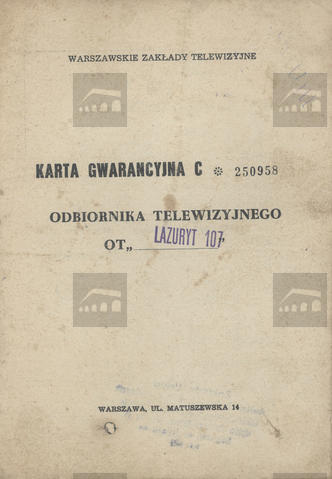 WARSZAWSKIE ZAKŁADY TELEWIZYJNE
KARTA GWARANCYJNA C * 250958
ODBIORNIKA TELEWIZYJNEGO
OT„ LAZURYT 107”
WARSZAWA, UL. MATUSZEWSKA 14